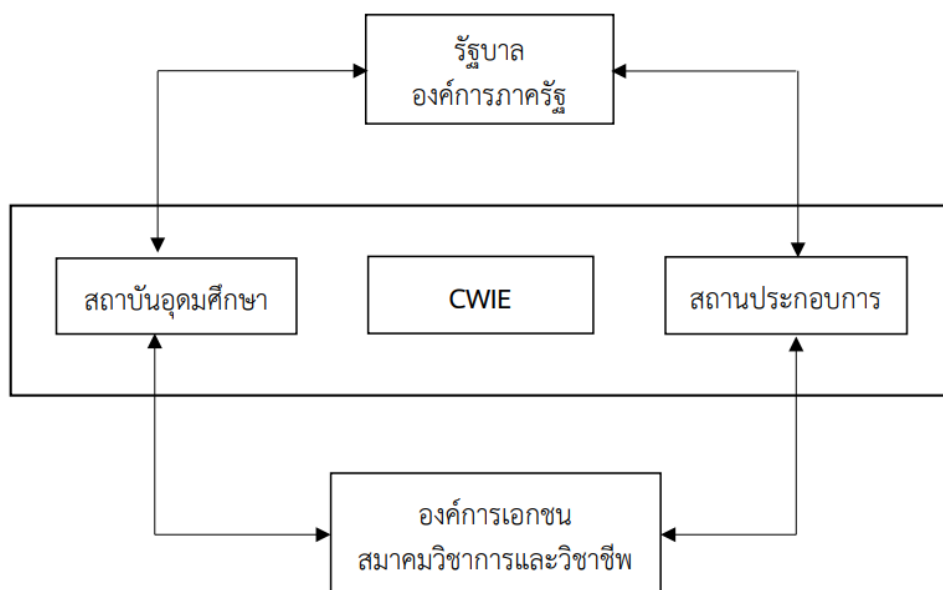 รัฐบาล
องค์การภาครัฐ
สถาบันอุดมศึกษา
CWIE
สถานประกอบการ
องค์การเอกชน
สมาคมวิชาการและวิชาชีพ